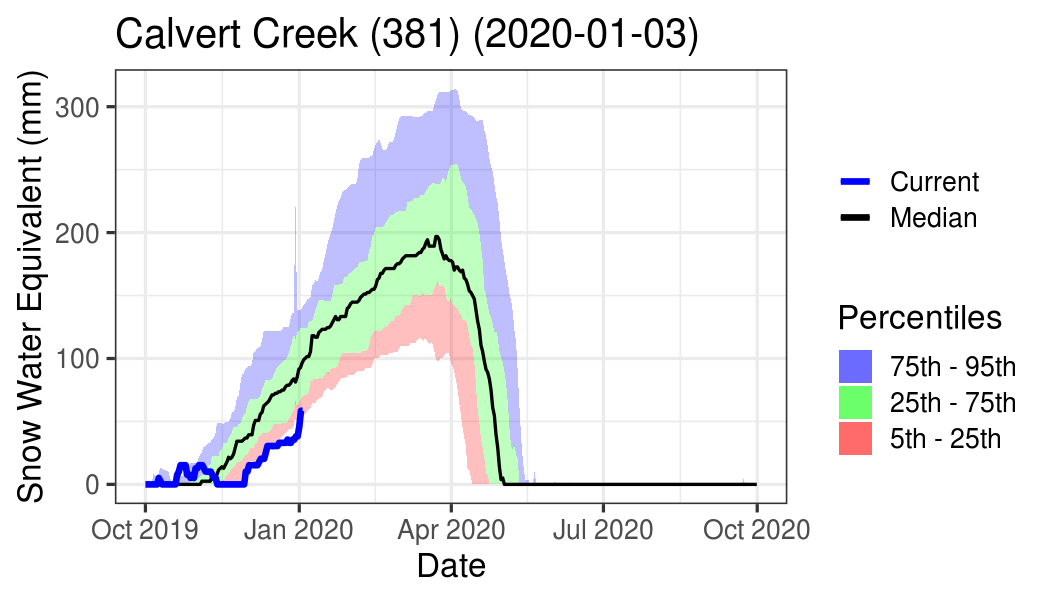 Calvert Creek (381) (2020-01-03)
Snow Water Equivalent (mm)
300
200
100
0
Oct 2019
Jan 2020
Apr 2020
Jul 2020
Oct 2020
Date
Current
Median
Percentiles
75th - 95th
25th - 75th
5th - 25th